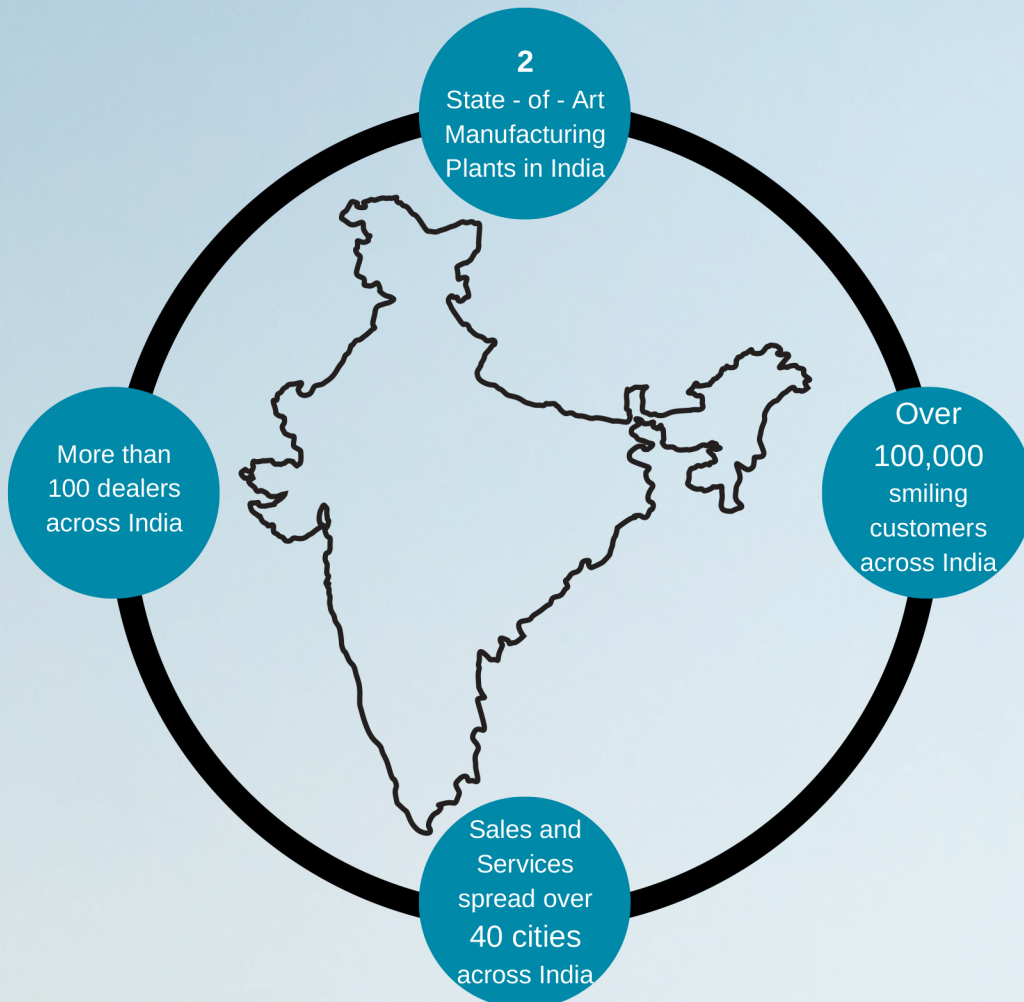 2
State - of - Art
Manufacturing
Plants in India
More than
100 dealers
across India
Over
100,000
smiling
customers
across India
Sales and
Services
spread over
40 cities
across India